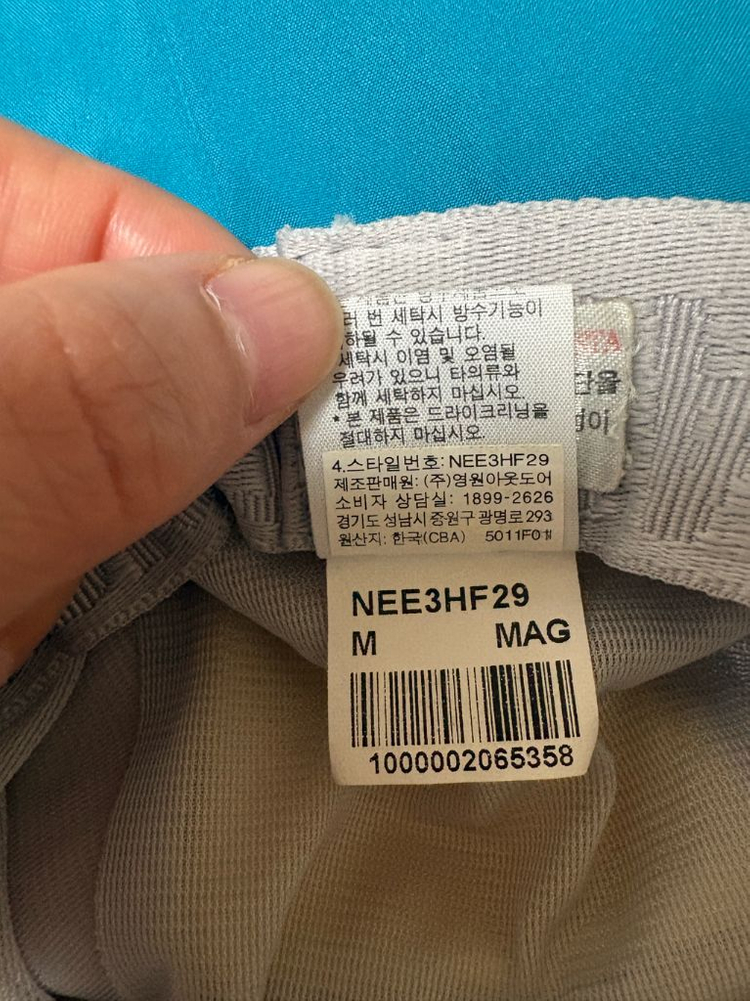 러 번 세탁시 방수기능이
하될 수 있습니다.
세탁시 이염 및 오염될
우려가 있으니 타의류와
함께 세탁하지 마십시오.
* 본 제품은 드라이크리닝을
절대하지 마십시오.
4.스타일번호: NEE3HF29
제조판매원: (주)영원아웃도어
소비자 상담실: 1899-2626
경기도 성남시 중원구 광명로 293
원산지: 한국(CBA) 5011F01
NEE3HF29
M MAG
1000002065358